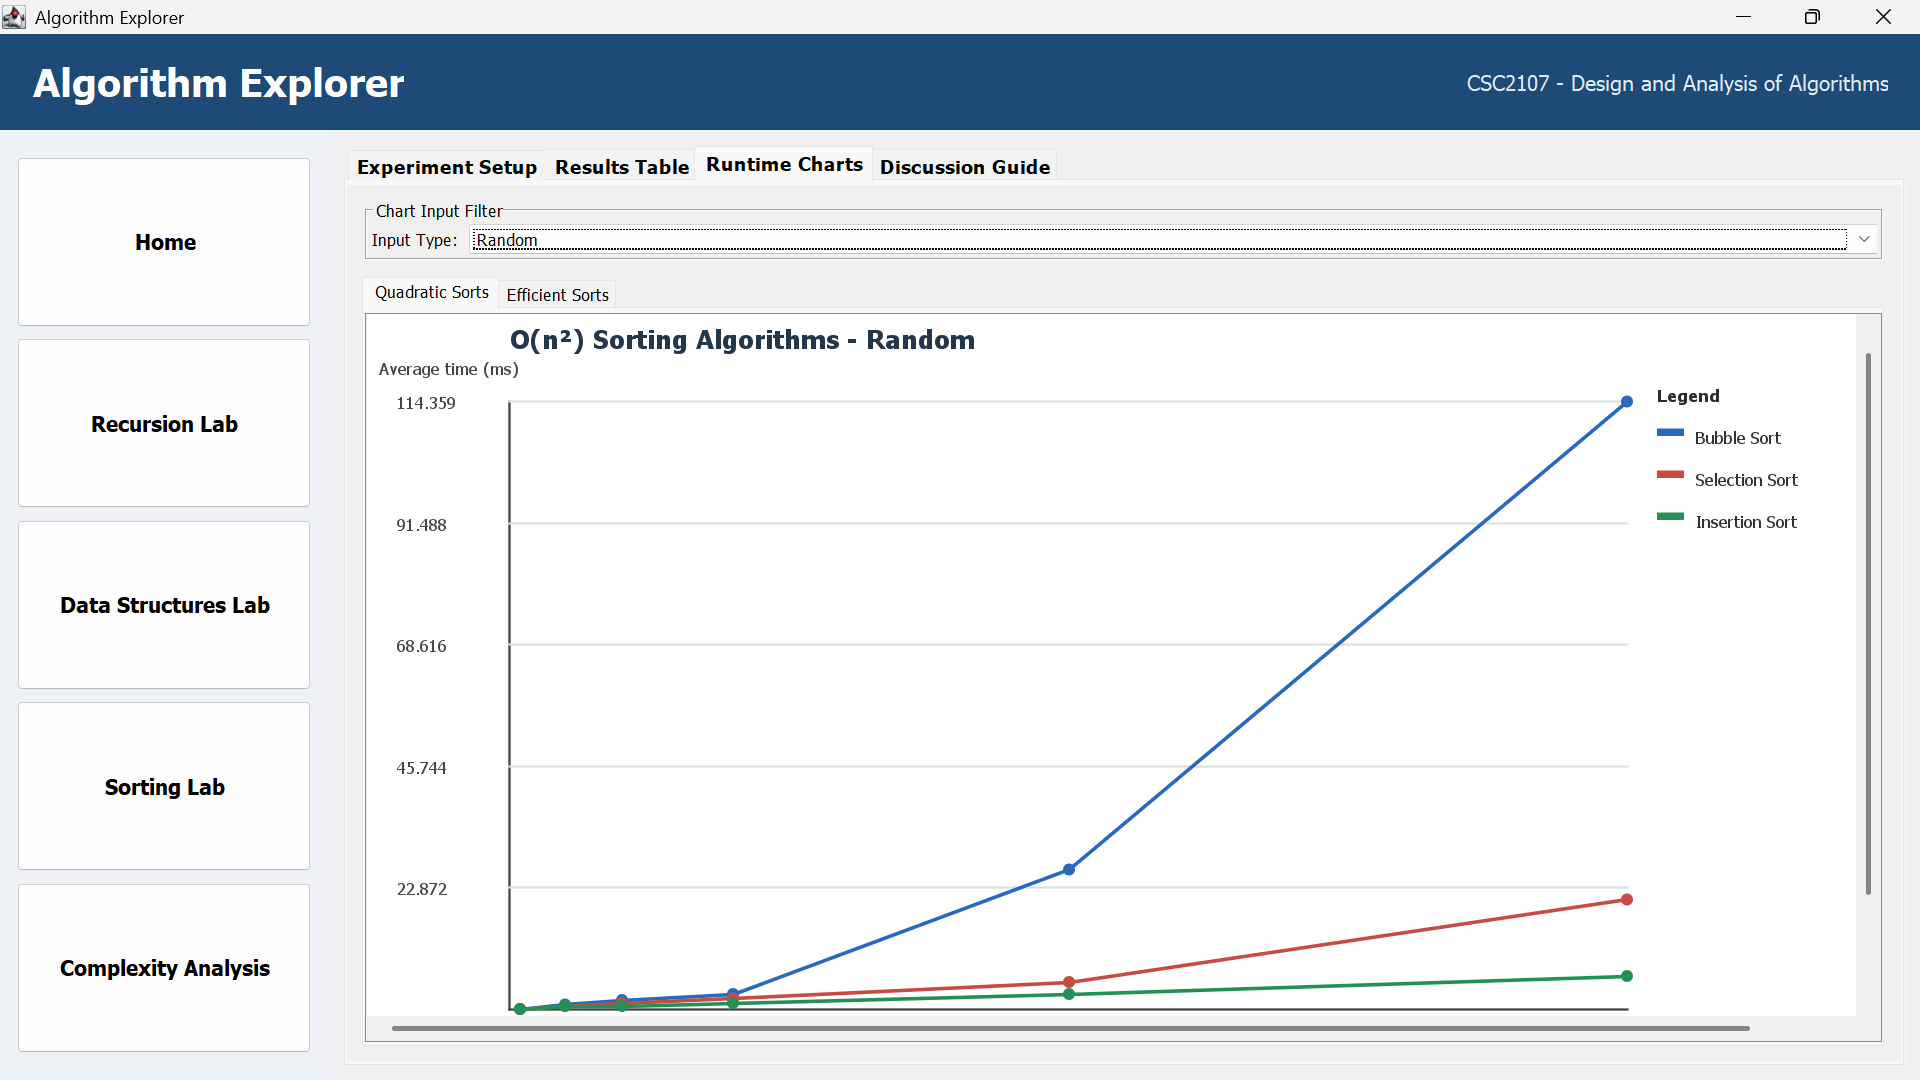 Algorithm Explorer
Algorithm Explorer
CSC2107 - Design and Analysis of Algorithms
Home
Recursion Lab
Data Structures Lab
Sorting Lab
Complexity Analysis
Experiment Setup Results Table Runtime Charts Discussion Guide
Chart Input Filter
Input Type: Random
Quadratic Sorts Efficient Sorts
O(n²) Sorting Algorithms - Random
Average time (ms)
114.359
91.488
68.616
45.744
22.872
Legend
Bubble Sort
Selection Sort
Insertion Sort